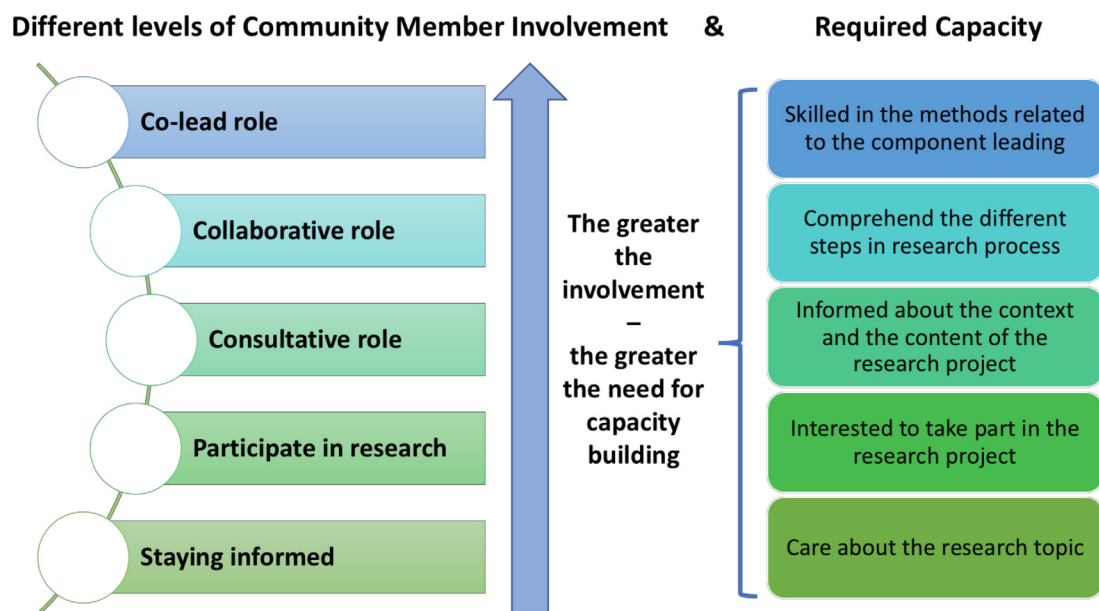 Different levels of Community Member Involvement & Required Capacity
Co-lead role
Collaborative role
Consultative role
Participate in research
Staying informed
The greater
the
involvement
–
the greater
the need for
capacity
building
Skilled in the methods related
to the component leading
Comprehend the different
steps in research process
Informed about the context
and the content of the
research project
Interested to take part in the
research project
Care about the research topic